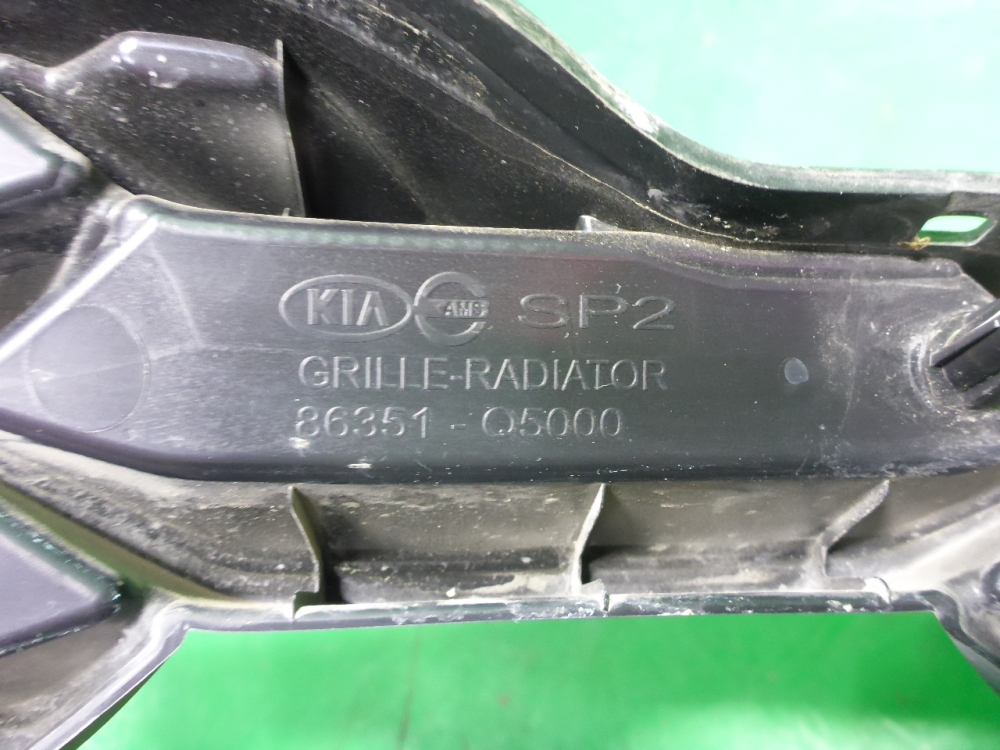 KIA AMS SP2
GRILLE-RADIATOR
86351 - Q5000